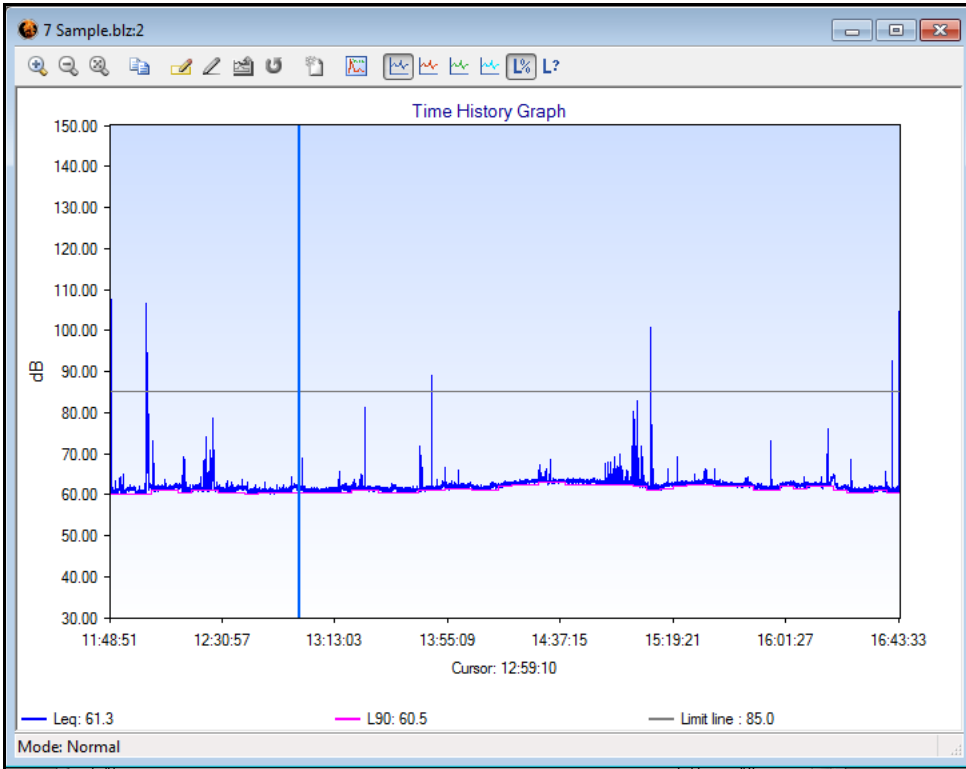 7 Sample.blz:2
L% L?
Time History Graph
150.00
140.00
130.00
120.00
110.00
100.00
90.00
80.00
70.00
60.00
50.00
40.00
30.00
dB
11:48:51 12:30:57 13:13:03 13:55:09 14:37:15 15:19:21 16:01:27 16:43:33
Cursor: 12:59:10
Leq: 61.3 L90: 60.5 Limit line : 85.0
Mode: Normal